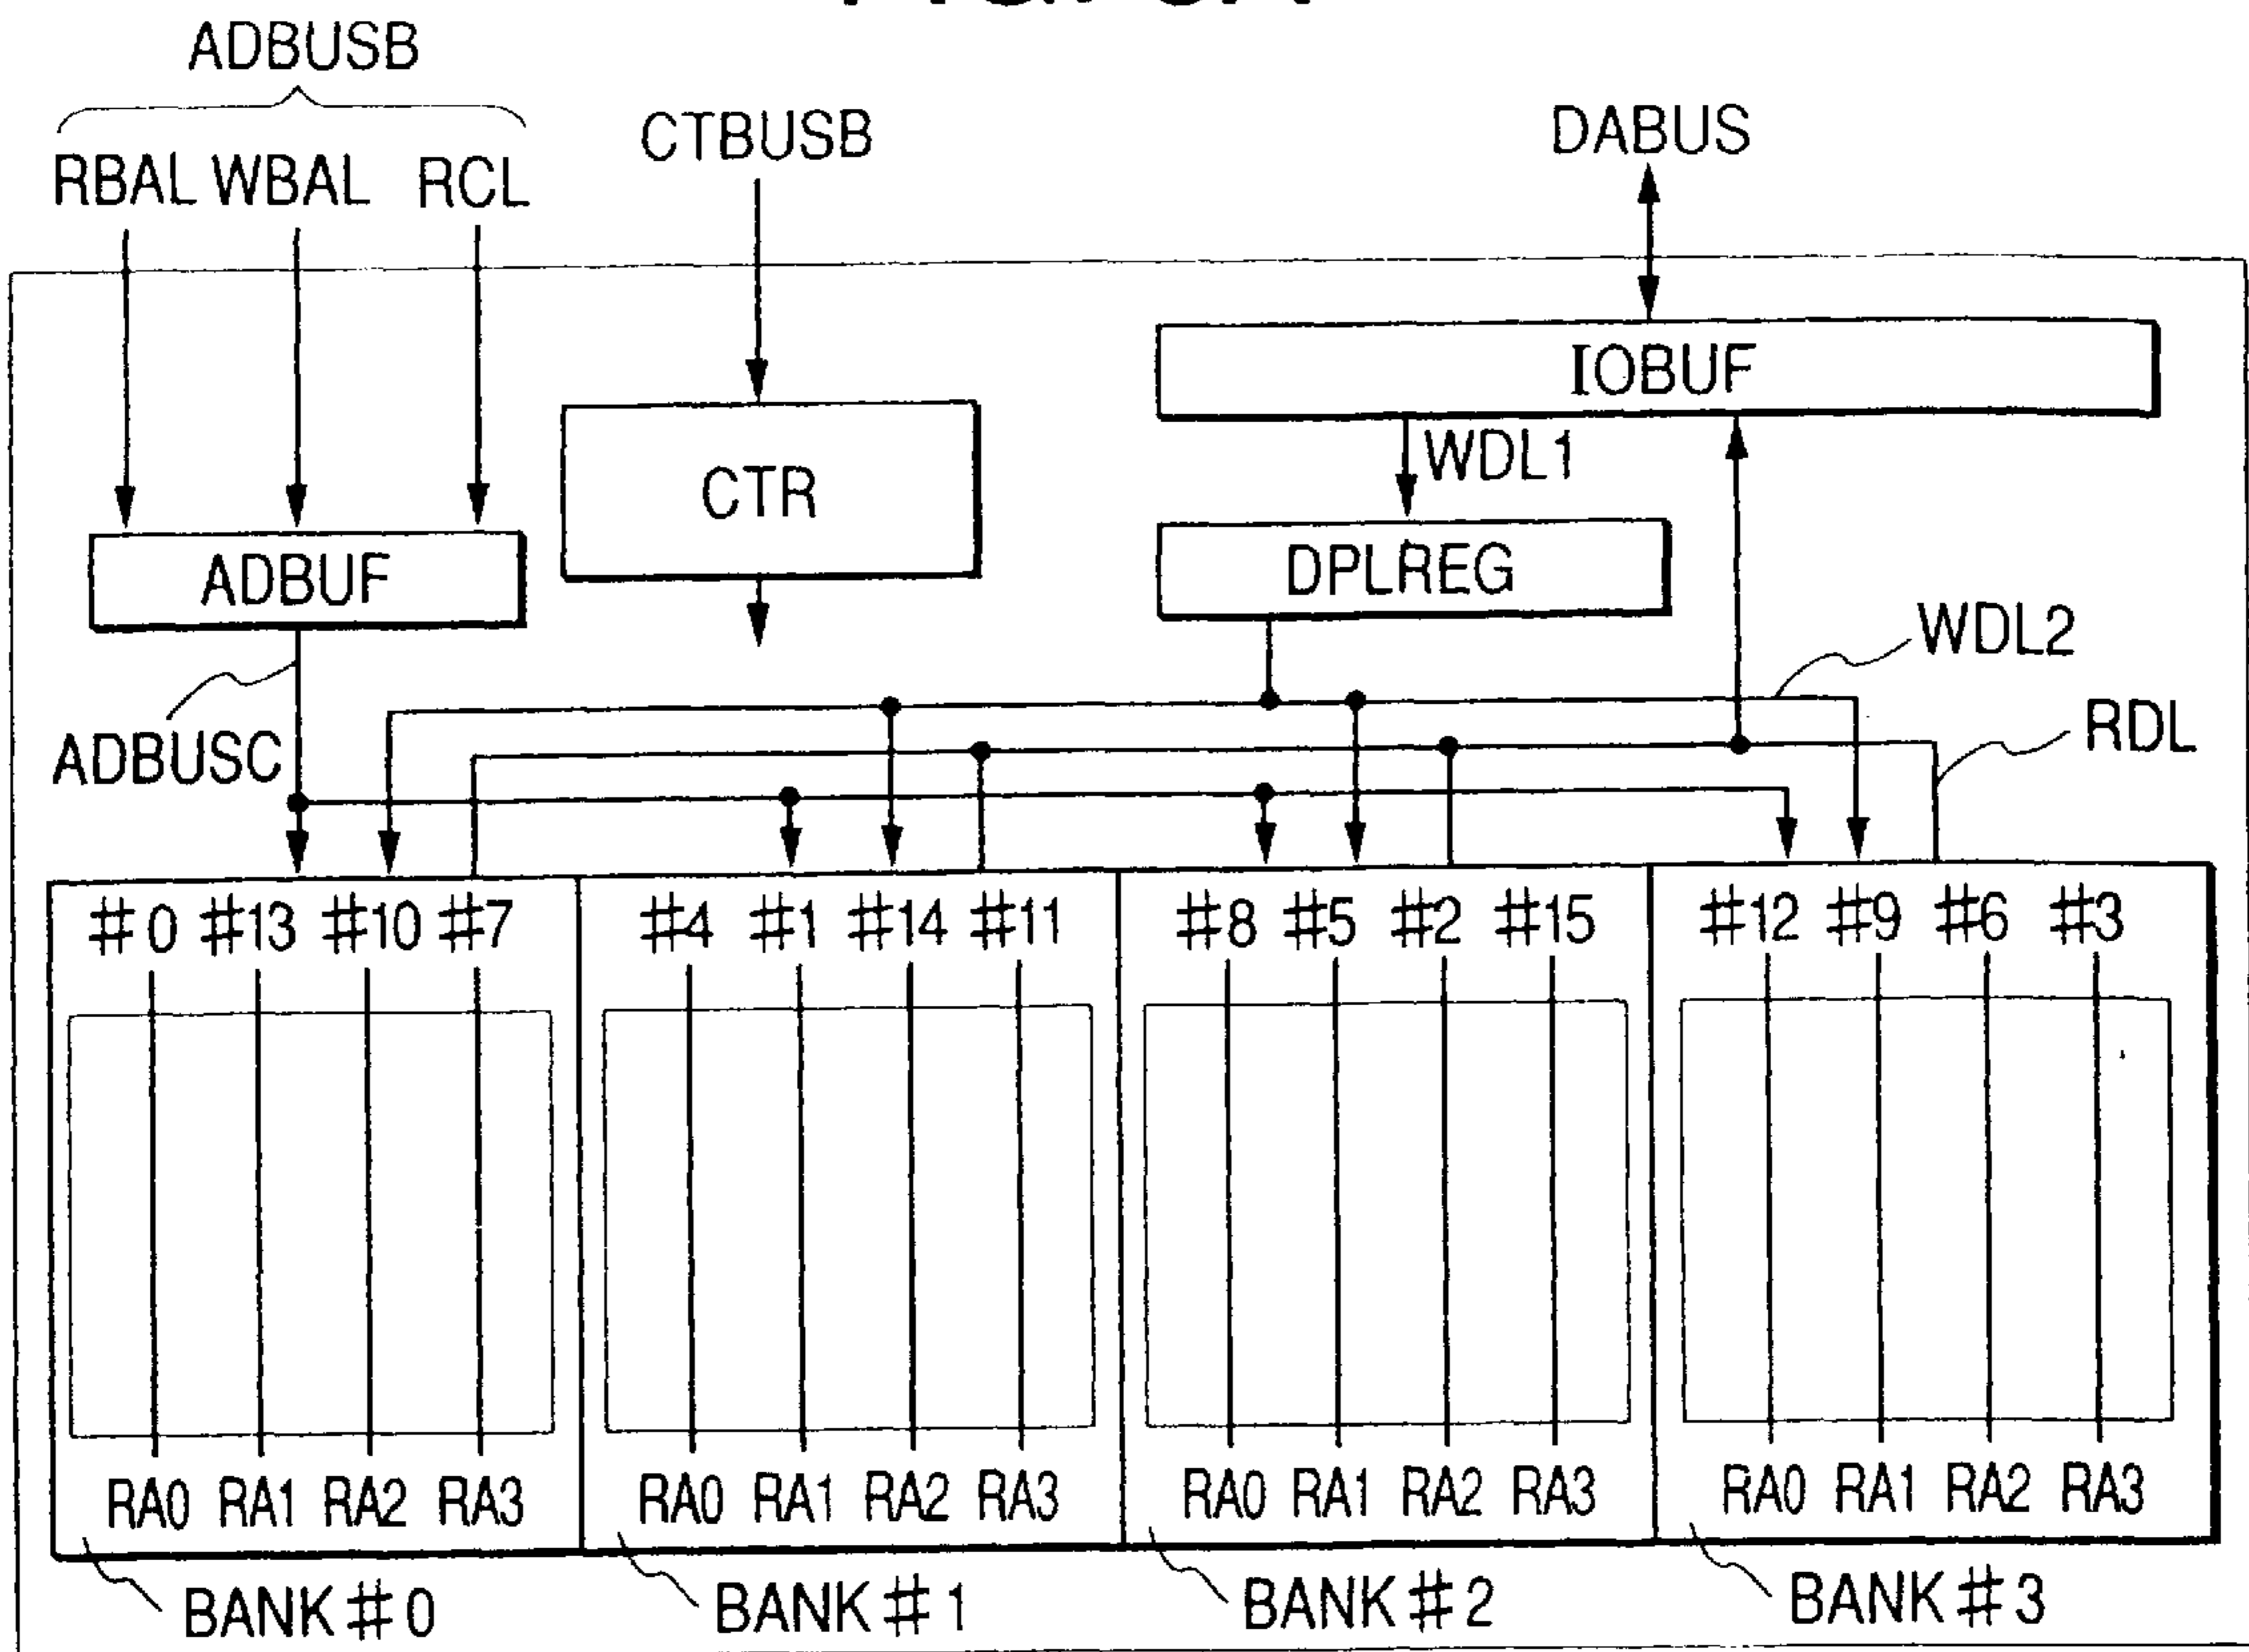 ADBUSB
RBAL WBAL RCL
CTBUSB
DABUS
IOBUF
WDL1
CTR
DPLREG
ADBUF
WDL2
RDL
ADBUSC
#0 #13 #10 #7 #4 #1 #14 #11 #8 #5 #2 #15 #12 #9 #6 #3
RA0 RA1 RA2 RA3 RA0 RA1 RA2 RA3 RA0 RA1 RA2 RA3 RA0 RA1 RA2 RA3
BANK #0 BANK #1 BANK #2 BANK #3